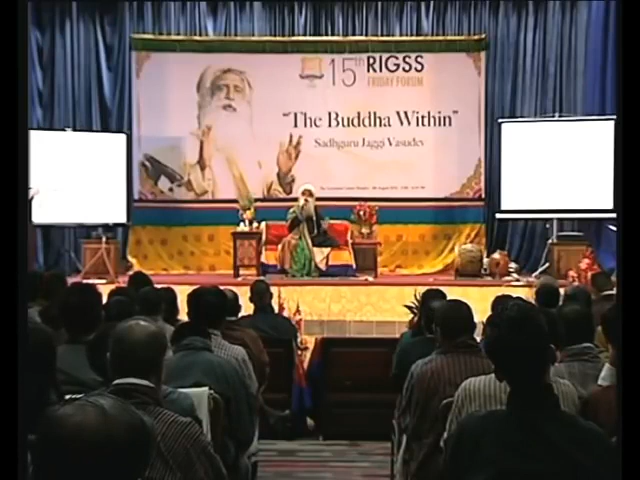 15th RIGSS
FRIDAY FORUM
"The Buddha Within"
Sadhguru Jaggi Vasudev